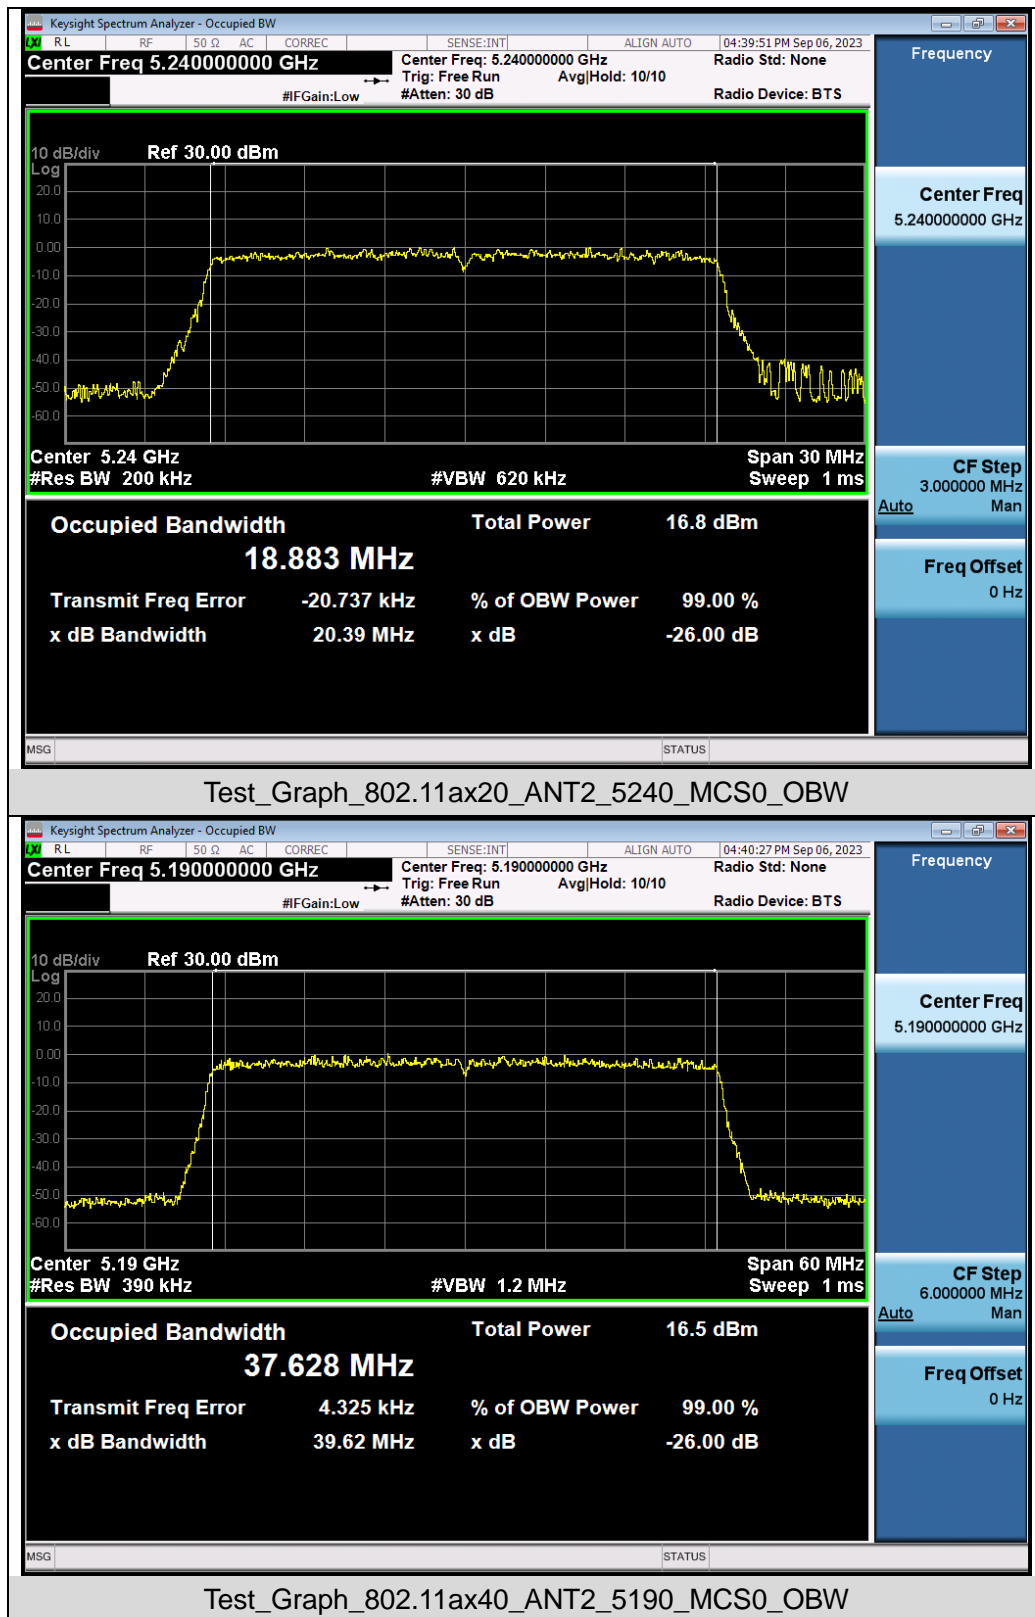 Keysight Spectrum Analyzer - Occupied BW
LXI RL RF 50 Ω AC CORREC SENSE:INT ALIGN AUTO 04:39:51 PM Sep 06, 2023
Center Freq 5.240000000 GHz
Center Freq: 5.240000000 GHz
Radio Std: None
Trig: Free Run Avg|Hold: 10/10
#IFGain:Low
#Atten: 30 dB
Radio Device: BTS
Frequency
10 dB/div Ref 30.00 dBm
Log
20.0
10.0
0.00
-10.0
-20.0
-30.0
-40.0
-50.0
-60.0
Center 5.24 GHz Span 30 MHz
#Res BW 200 kHz #VBW 620 kHz Sweep 1 ms
Center Freq
5.240000000 GHz
CF Step
3.000000 MHz
Auto Man
Freq Offset
0 Hz
Occupied Bandwidth Total Power 16.8 dBm
18.883 MHz
Transmit Freq Error -20.737 kHz % of OBW Power 99.00 %
x dB Bandwidth 20.39 MHz x dB -26.00 dB
MSG STATUS
Test_Graph_802.11ax20_ANT2_5240_MCS0_OBW
Keysight Spectrum Analyzer - Occupied BW
LXI RL RF 50 Ω AC CORREC SENSE:INT ALIGN AUTO 04:40:27 PM Sep 06, 2023
Center Freq 5.190000000 GHz
Center Freq: 5.190000000 GHz
Radio Std: None
Trig: Free Run Avg|Hold: 10/10
#IFGain:Low
#Atten: 30 dB
Radio Device: BTS
Frequency
10 dB/div Ref 30.00 dBm
Log
20.0
10.0
0.00
-10.0
-20.0
-30.0
-40.0
-50.0
-60.0
Center 5.19 GHz Span 60 MHz
#Res BW 390 kHz #VBW 1.2 MHz Sweep 1 ms
Center Freq
5.190000000 GHz
CF Step
6.000000 MHz
Auto Man
Freq Offset
0 Hz
Occupied Bandwidth Total Power 16.5 dBm
37.628 MHz
Transmit Freq Error 4.325 kHz % of OBW Power 99.00 %
x dB Bandwidth 39.62 MHz x dB -26.00 dB
MSG STATUS
Test_Graph_802.11ax40_ANT2_5190_MCS0_OBW